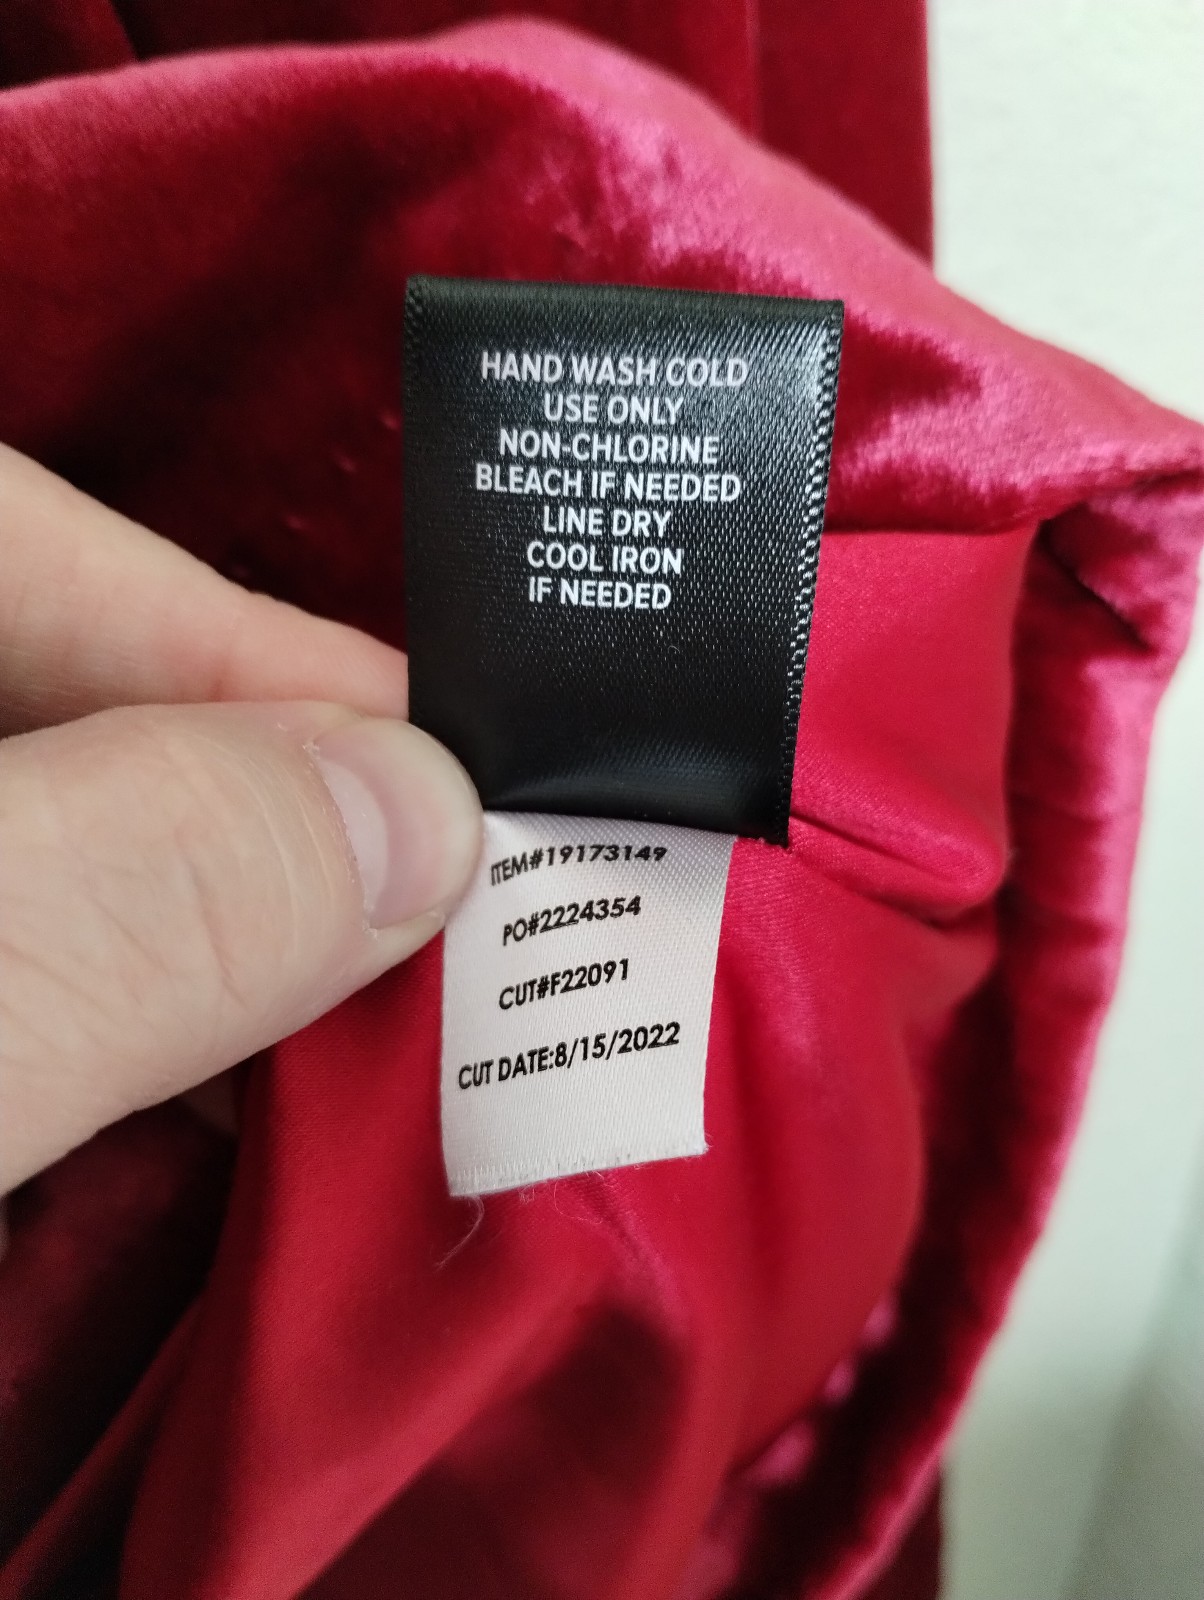 HAND WASH COLD
USE ONLY
NON-CHLORINE
BLEACH IF NEEDED
LINE DRY
COOL IRON
IF NEEDED
ITEM#19173149
PO#2224354
CUT#F22091
CUT DATE:8/15/2022